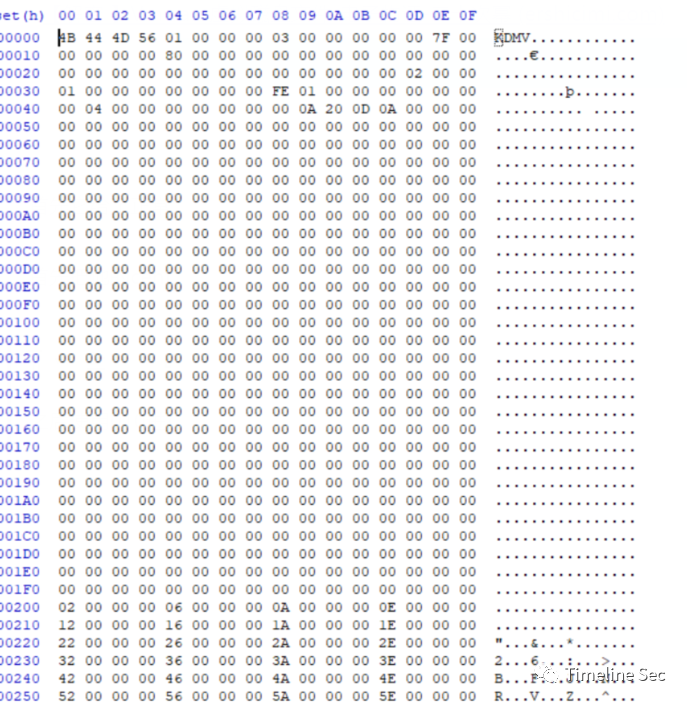 set(h) 00 01 02 03 04 05 06 07 08 09 0A 0B 0C 0D 0E 0F
00000 4B 44 4D 56 01 00 00 00 03 00 00 00 00 00 7F 00 KDMV............
00010 00 00 00 00 80 00 00 00 00 00 00 00 00 00 00 00 ....€...........
00020 00 00 00 00 00 00 00 00 00 00 00 00 00 02 00 00 ................
00030 01 00 00 00 00 00 00 00 FE 01 00 00 00 00 00 00 ........þ.......
00040 00 04 00 00 00 00 00 00 00 0A 20 0D 0A 00 00 00 .......... .....
00050 00 00 00 00 00 00 00 00 00 00 00 00 00 00 00 00 ................
00060 00 00 00 00 00 00 00 00 00 00 00 00 00 00 00 00 ................
00070 00 00 00 00 00 00 00 00 00 00 00 00 00 00 00 00 ................
00080 00 00 00 00 00 00 00 00 00 00 00 00 00 00 00 00 ................
00090 00 00 00 00 00 00 00 00 00 00 00 00 00 00 00 00 ................
000A0 00 00 00 00 00 00 00 00 00 00 00 00 00 00 00 00 ................
000B0 00 00 00 00 00 00 00 00 00 00 00 00 00 00 00 00 ................
000C0 00 00 00 00 00 00 00 00 00 00 00 00 00 00 00 00 ................
000D0 00 00 00 00 00 00 00 00 00 00 00 00 00 00 00 00 ................
000E0 00 00 00 00 00 00 00 00 00 00 00 00 00 00 00 00 ................
000F0 00 00 00 00 00 00 00 00 00 00 00 00 00 00 00 00 ................
00100 00 00 00 00 00 00 00 00 00 00 00 00 00 00 00 00 ................
00110 00 00 00 00 00 00 00 00 00 00 00 00 00 00 00 00 ................
00120 00 00 00 00 00 00 00 00 00 00 00 00 00 00 00 00 ................
00130 00 00 00 00 00 00 00 00 00 00 00 00 00 00 00 00 ................
00140 00 00 00 00 00 00 00 00 00 00 00 00 00 00 00 00 ................
00150 00 00 00 00 00 00 00 00 00 00 00 00 00 00 00 00 ................
00160 00 00 00 00 00 00 00 00 00 00 00 00 00 00 00 00 ................
00170 00 00 00 00 00 00 00 00 00 00 00 00 00 00 00 00 ................
00180 00 00 00 00 00 00 00 00 00 00 00 00 00 00 00 00 ................
00190 00 00 00 00 00 00 00 00 00 00 00 00 00 00 00 00 ................
001A0 00 00 00 00 00 00 00 00 00 00 00 00 00 00 00 00 ................
001B0 00 00 00 00 00 00 00 00 00 00 00 00 00 00 00 00 ................
001C0 00 00 00 00 00 00 00 00 00 00 00 00 00 00 00 00 ................
001D0 00 00 00 00 00 00 00 00 00 00 00 00 00 00 00 00 ................
001E0 00 00 00 00 00 00 00 00 00 00 00 00 00 00 00 00 ................
001F0 00 00 00 00 00 00 00 00 00 00 00 00 00 00 00 00 ................
00200 02 00 00 00 06 00 00 00 0A 00 00 00 0E 00 00 00 ................
00210 12 00 00 00 16 00 00 00 1A 00 00 00 1E 00 00 00 ................
00220 22 00 00 00 26 00 00 00 2A 00 00 00 2E 00 00 00 "...&...*.......
00230 32 00 00 00 36 00 00 00 3A 00 00 00 3E 00 00 00 2...6...:...>...
00240 42 00 00 00 46 00 00 00 4A 00 00 00 4E 00 00 00 B...F
Timeline Sec
00250 52 00 00 00 56 00 00 00 5A 00 00 00 5E 00 00 00 R...V...Z...^...